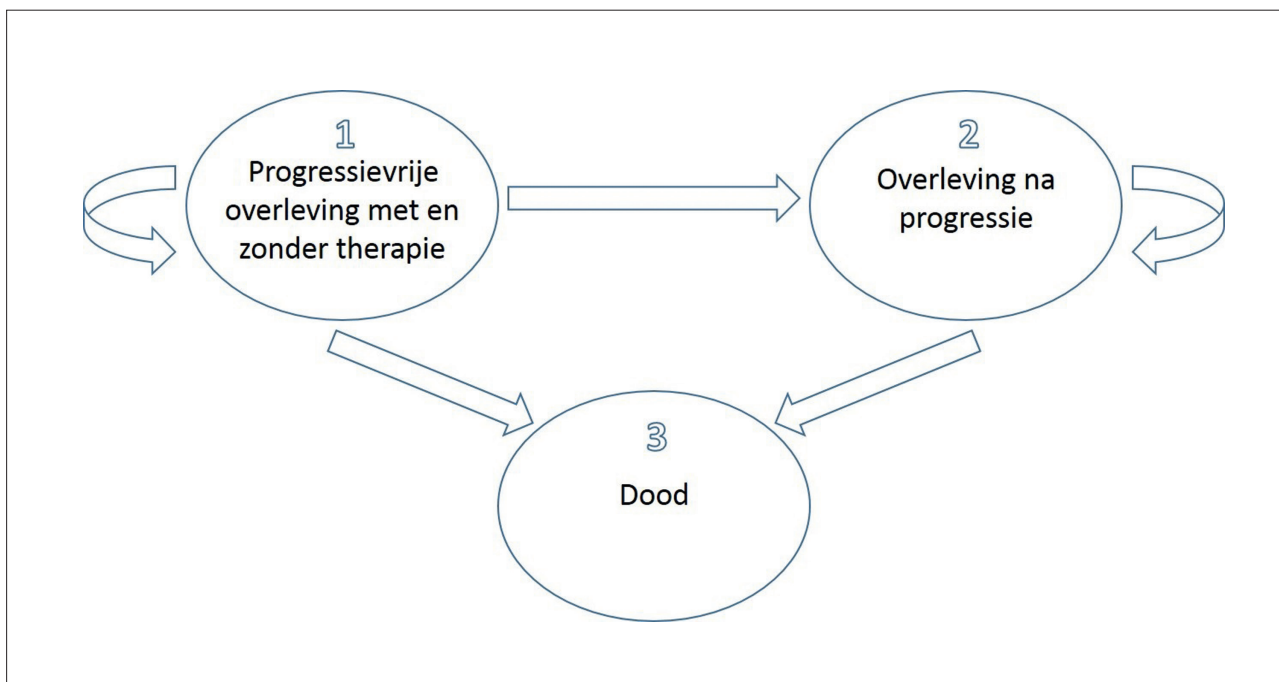 1
Progressievrije
overleving met en
zonder therapie
2
Overleving na
progressie
3
Dood